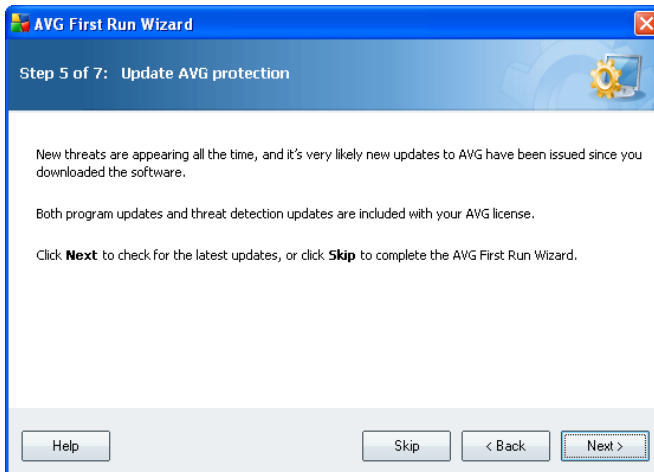 AVG First Run Wizard
Step 5 of 7: Update AVG protection
New threats are appearing all the time, and it's very likely new updates to AVG have been issued since you
downloaded the software.
Both program updates and threat detection updates are included with your AVG license.
Click Next to check for the latest updates, or click Skip to complete the AVG First Run Wizard.
Help
Skip
< Back
Next >